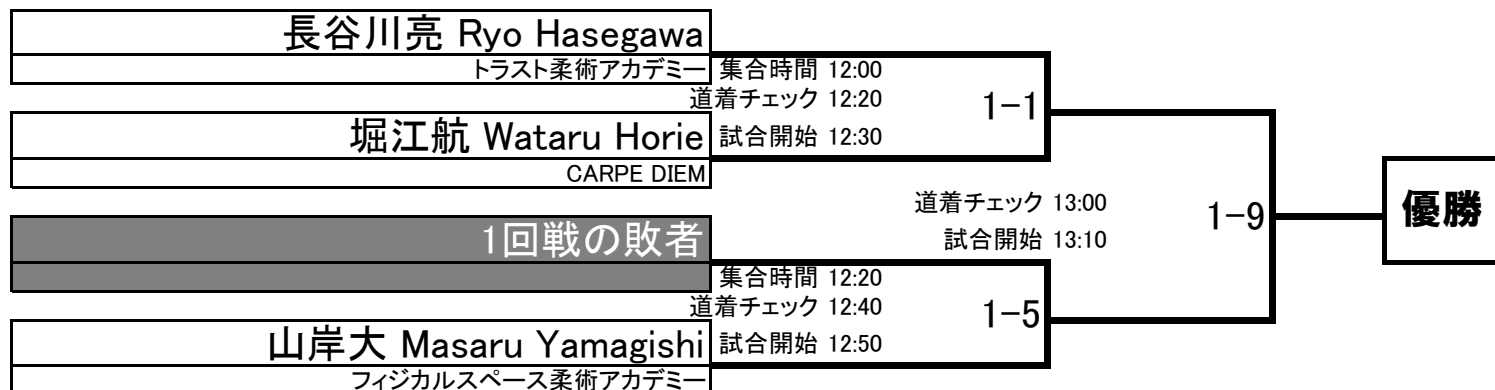 長谷川亮 Ryo Hasegawa
トラスト柔術アカデミー
集合時間 12:00
道着チェック 12:20
1-1
堀江航 Wataru Horie
試合開始 12:30
CARPE DIEM
道着チェック 13:00
1-9
優勝
1回戦の敗者
試合開始 13:10
集合時間 12:20
道着チェック 12:40
1-5
山岸大 Masaru Yamagishi
試合開始 12:50
フィジカルスペース柔術アカデミー